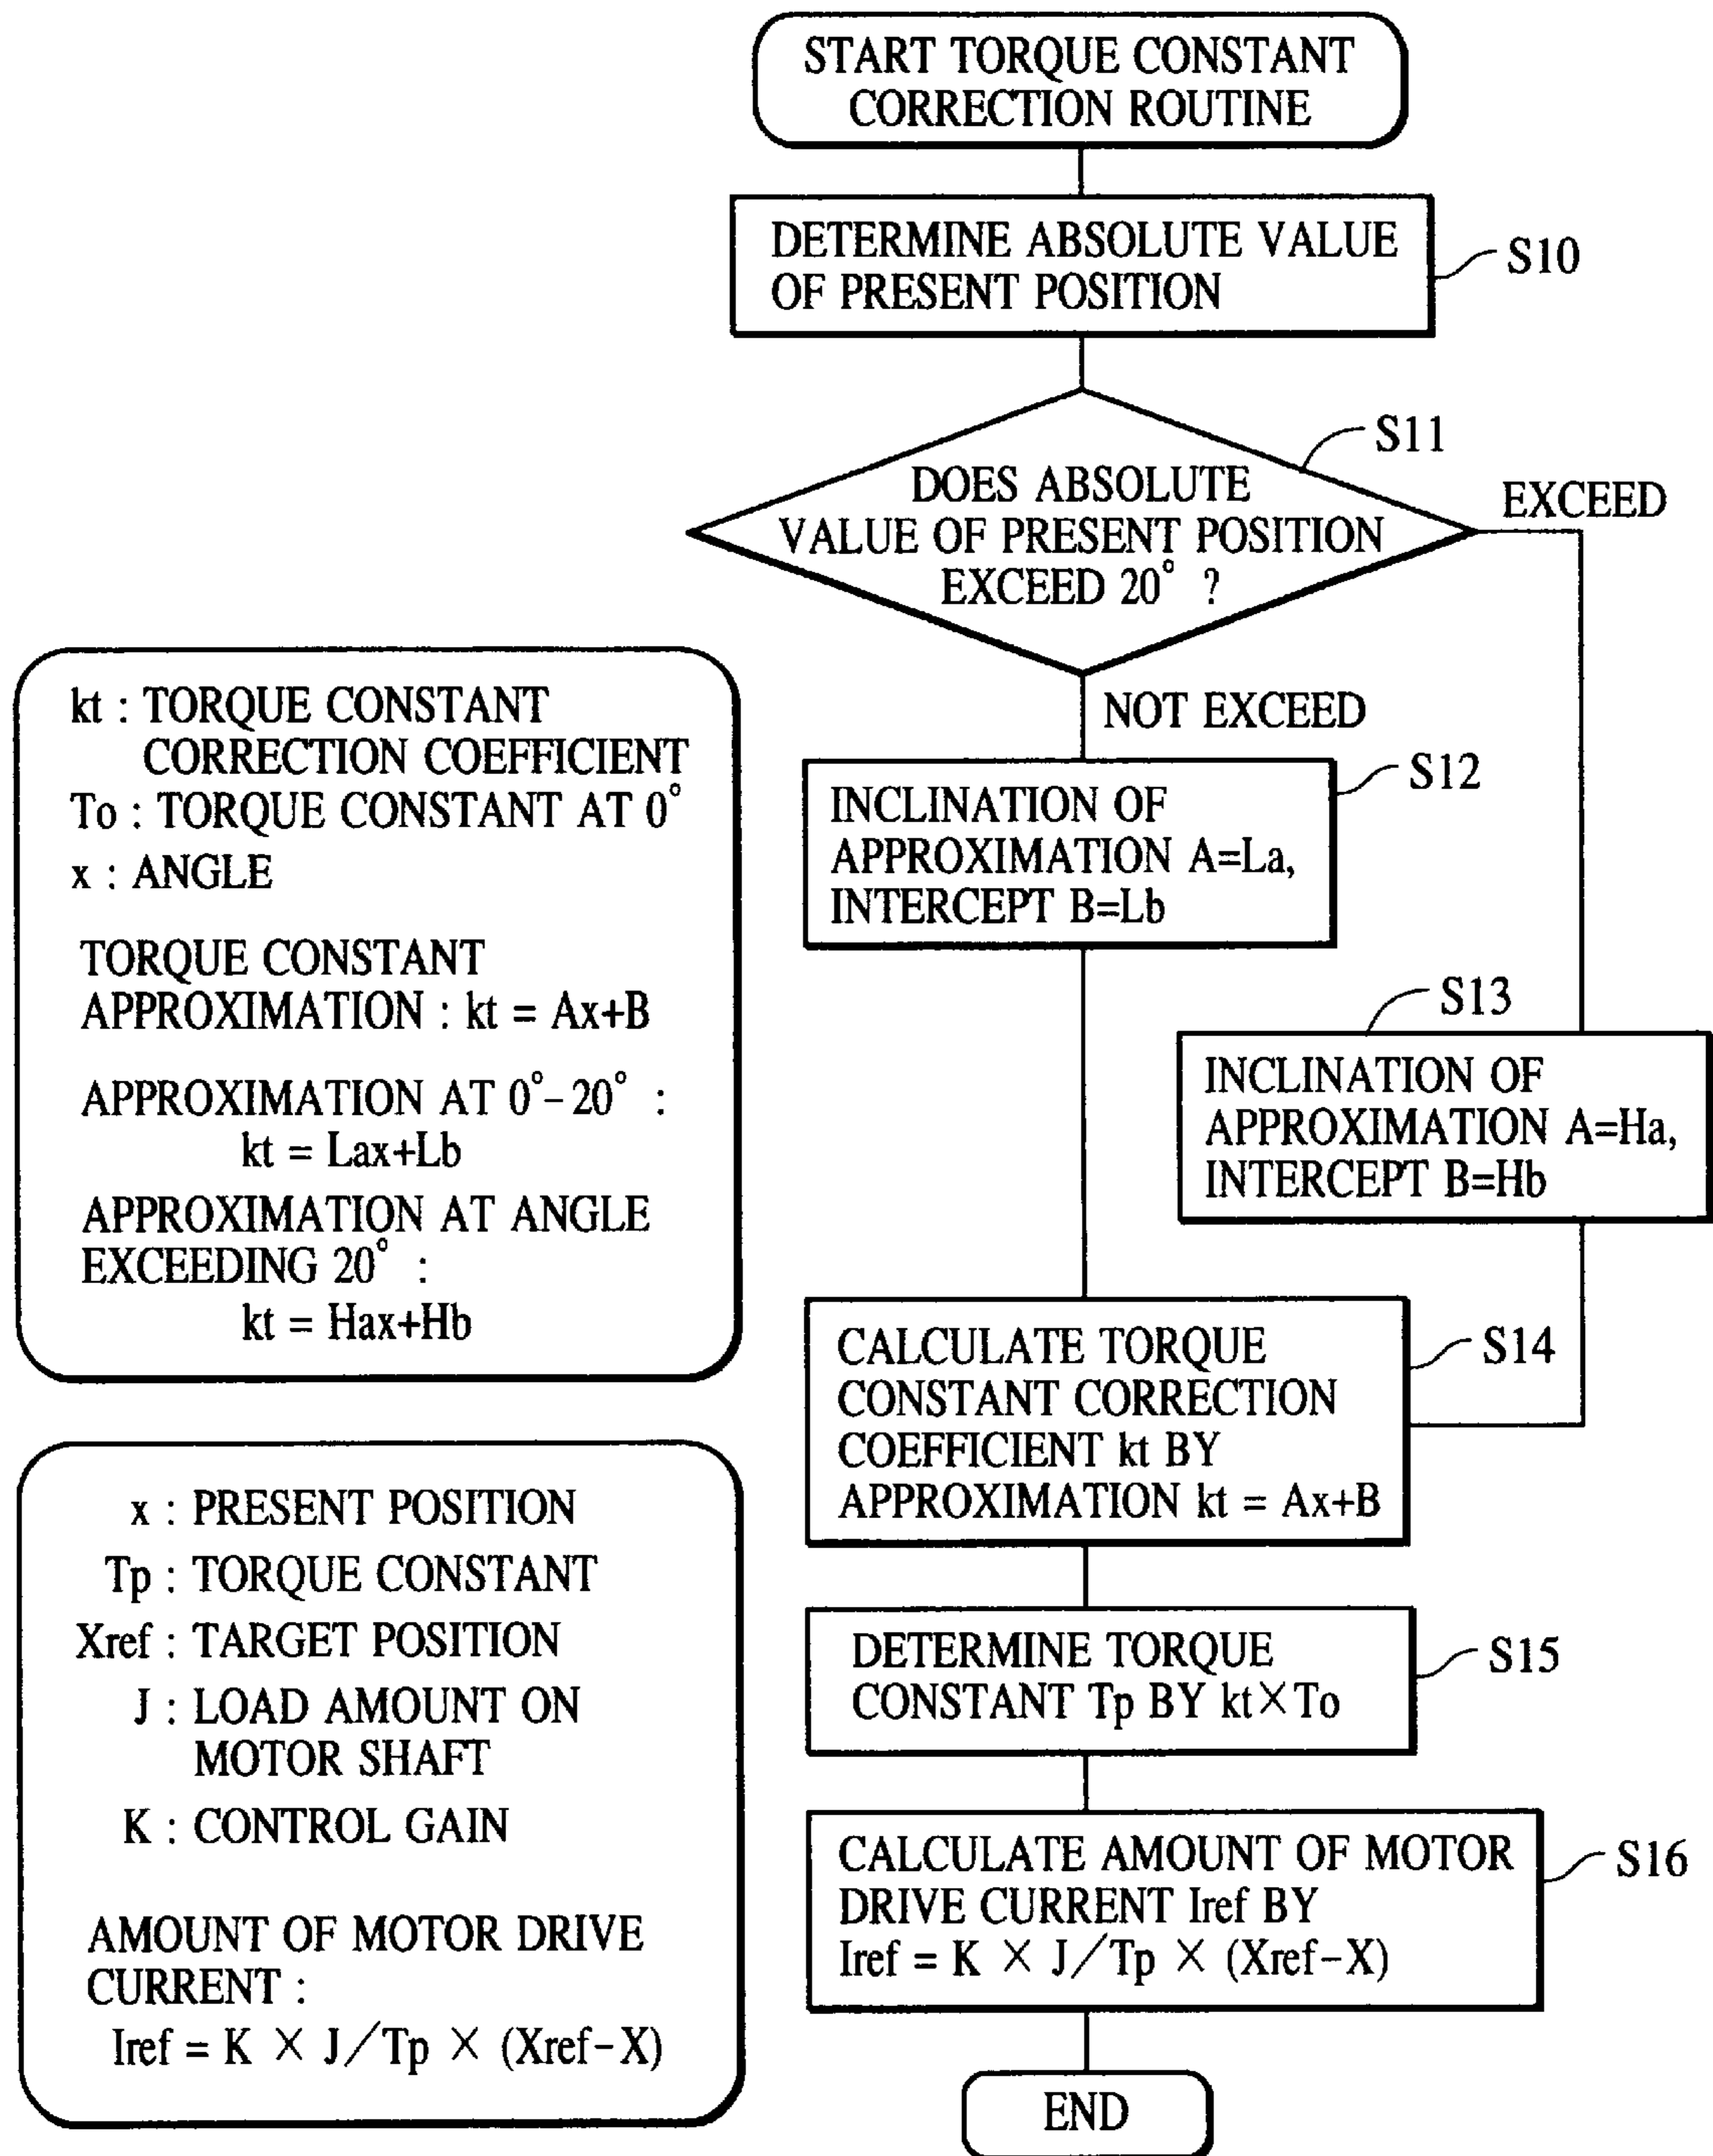 START TORQUE CONSTANT
CORRECTION ROUTINE
DETERMINE ABSOLUTE VALUE
OF PRESENT POSITION
S10
S11
DOES ABSOLUTE
VALUE OF PRESENT POSITION
EXCEED 20° ?
EXCEED
NOT EXCEED
S12
INCLINATION OF
APPROXIMATION A=La,
INTERCEPT B=Lb
S13
INCLINATION OF
APPROXIMATION A=Ha,
INTERCEPT B=Hb
S14
CALCULATE TORQUE
CONSTANT CORRECTION
COEFFICIENT kt BY
APPROXIMATION kt = Ax+B
S15
DETERMINE TORQUE
CONSTANT Tp BY kt×To
S16
CALCULATE AMOUNT OF MOTOR
DRIVE CURRENT Iref BY
Iref = K × J/Tp × (Xref-X)
END
kt : TORQUE CONSTANT
CORRECTION COEFFICIENT
To : TORQUE CONSTANT AT 0°
x : ANGLE
TORQUE CONSTANT
APPROXIMATION : kt = Ax+B
APPROXIMATION AT 0°-20° :
kt = Lax+Lb
APPROXIMATION AT ANGLE
EXCEEDING 20° :
kt = Hax+Hb
x : PRESENT POSITION
Tp : TORQUE CONSTANT
Xref : TARGET POSITION
J : LOAD AMOUNT ON
MOTOR SHAFT
K : CONTROL GAIN
AMOUNT OF MOTOR DRIVE
CURRENT :
Iref = K × J/Tp × (Xref-X)